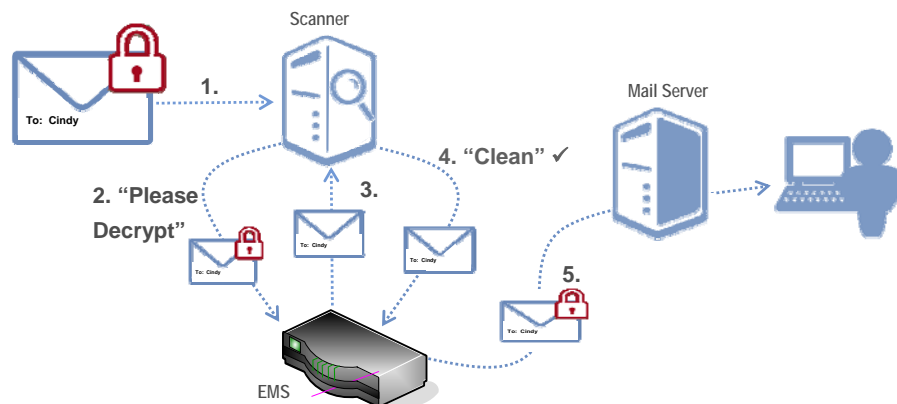 Scanner
To: Cindy
1.
Mail Server
4. “Clean” ✓
2. “Please
Decrypt”
3.
To: Cindy
To: Cindy
To: Cindy
5.
To: Cindy
EMS